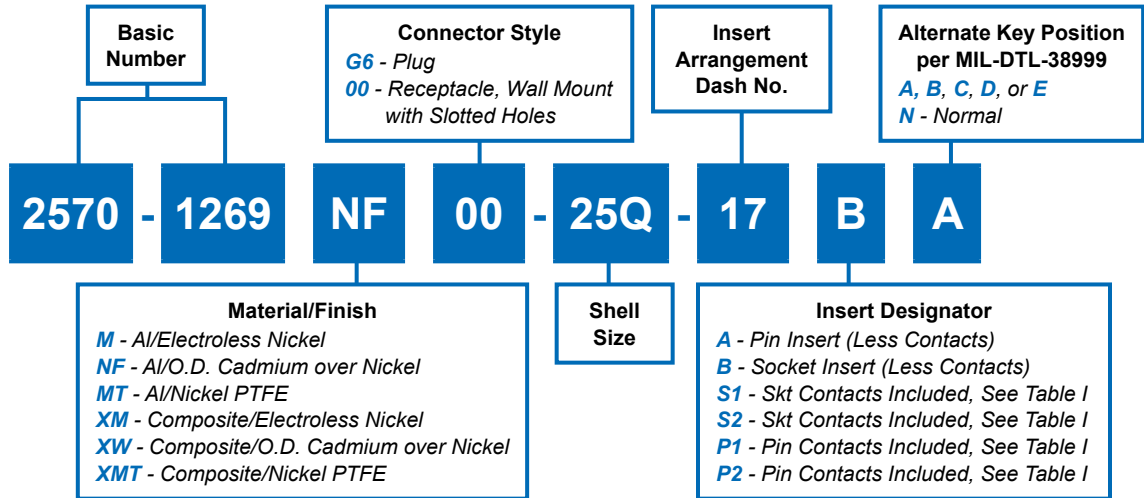 Basic
Number
Connector Style
G6 - Plug
00 - Receptacle, Wall Mount
with Slotted Holes
Insert
Arrangement
Dash No.
Alternate Key Position
per MIL-DTL-38999
A, B, C, D, or E
N - Normal
2570 - 1269 NF 00 - 25Q - 17 B A
Material/Finish
M - Al/Electroless Nickel
NF - Al/O.D. Cadmium over Nickel
MT - Al/Nickel PTFE
XM - Composite/Electroless Nickel
XW - Composite/O.D. Cadmium over Nickel
XMT - Composite/Nickel PTFE
Shell
Size
Insert Designator
A - Pin Insert (Less Contacts)
B - Socket Insert (Less Contacts)
S1 - Skt Contacts Included, See Table I
S2 - Skt Contacts Included, See Table I
P1 - Pin Contacts Included, See Table I
P2 - Pin Contacts Included, See Table I